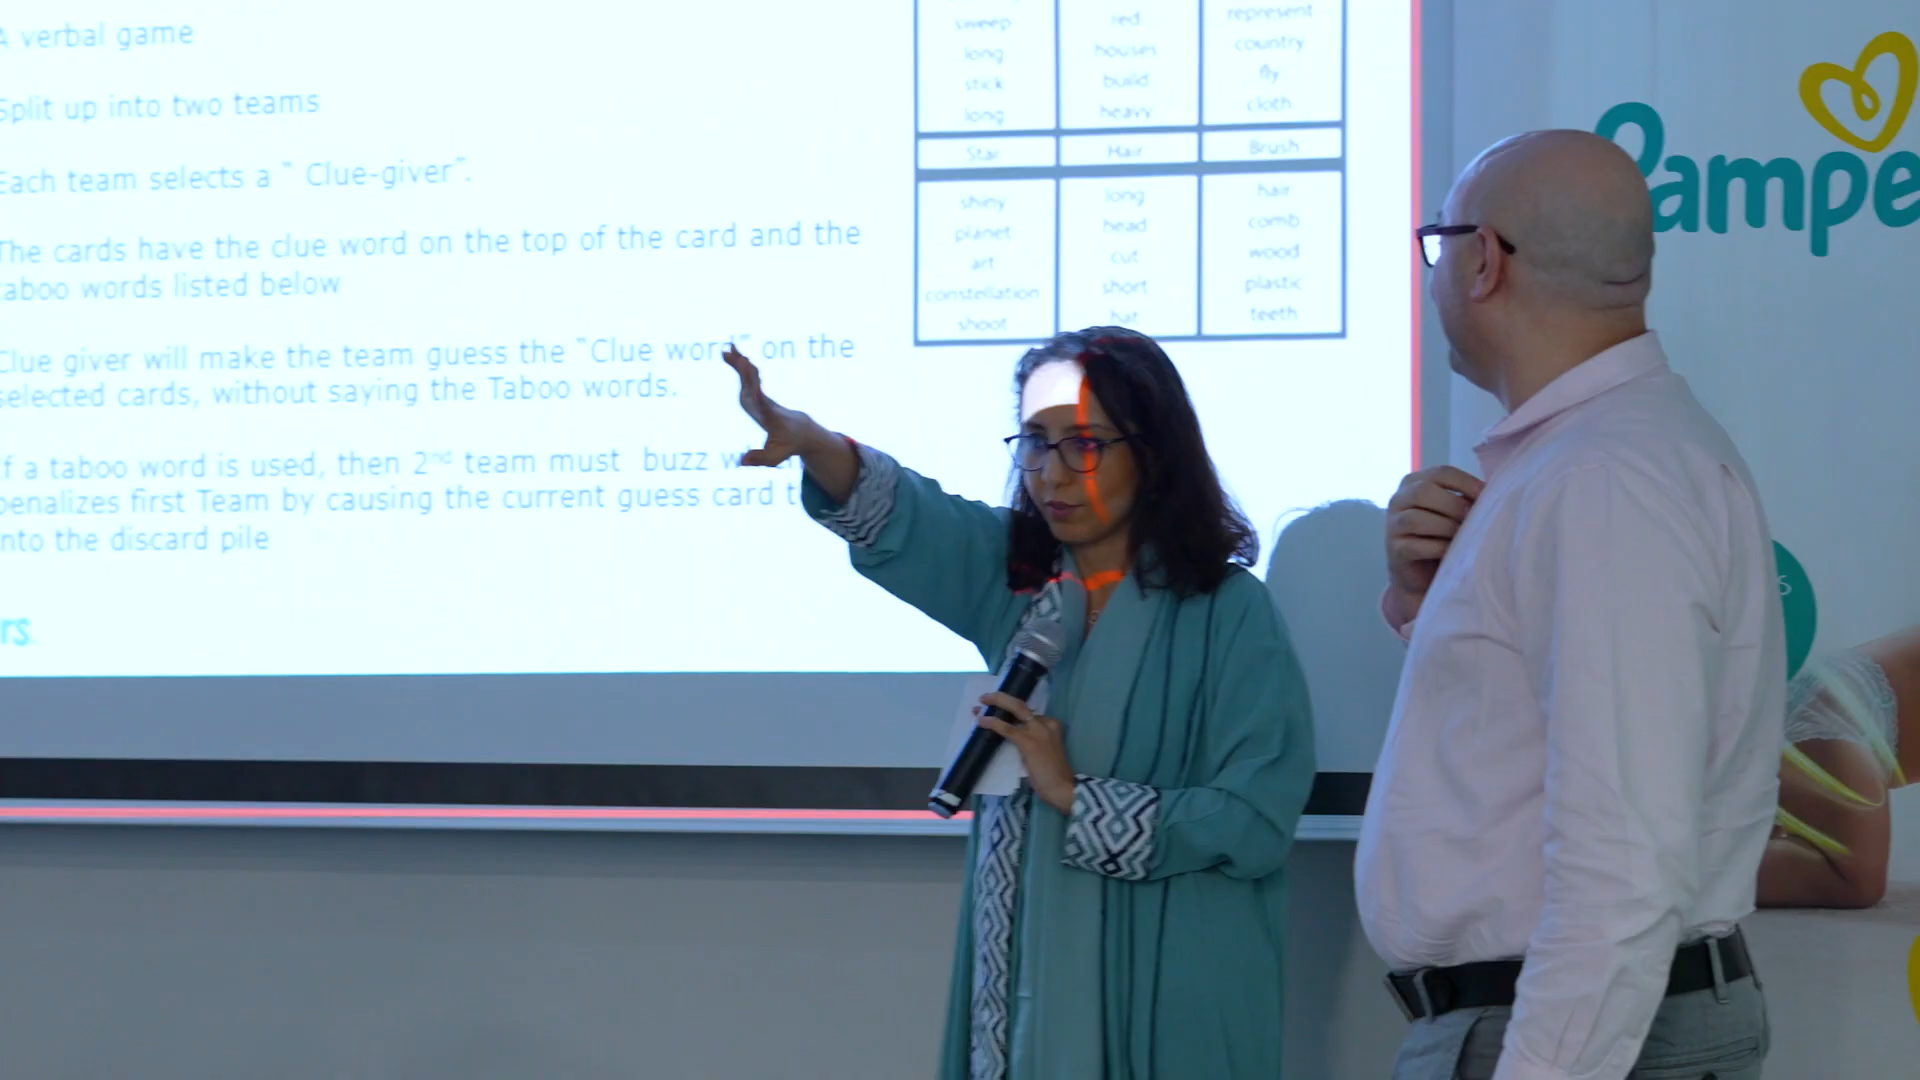 A verbal game
Split up into two teams
Each team selects a " Clue-giver".
The cards have the clue word on the top of the card and the
taboo words listed below
Clue giver will make the team guess the "Clue word" on the
selected cards, without saying the Taboo words.
If a taboo word is used, then 2nd team must buzz
penalizes first Team by causing the current guess card
into the discard pile
rs.
sweep red represent
long houses country
stick build fly
long heavy cloth
Star Hair Brush
shiny long hair
planet head comb
art cut wood
constellation short plastic
shoot hat teeth
Pampe